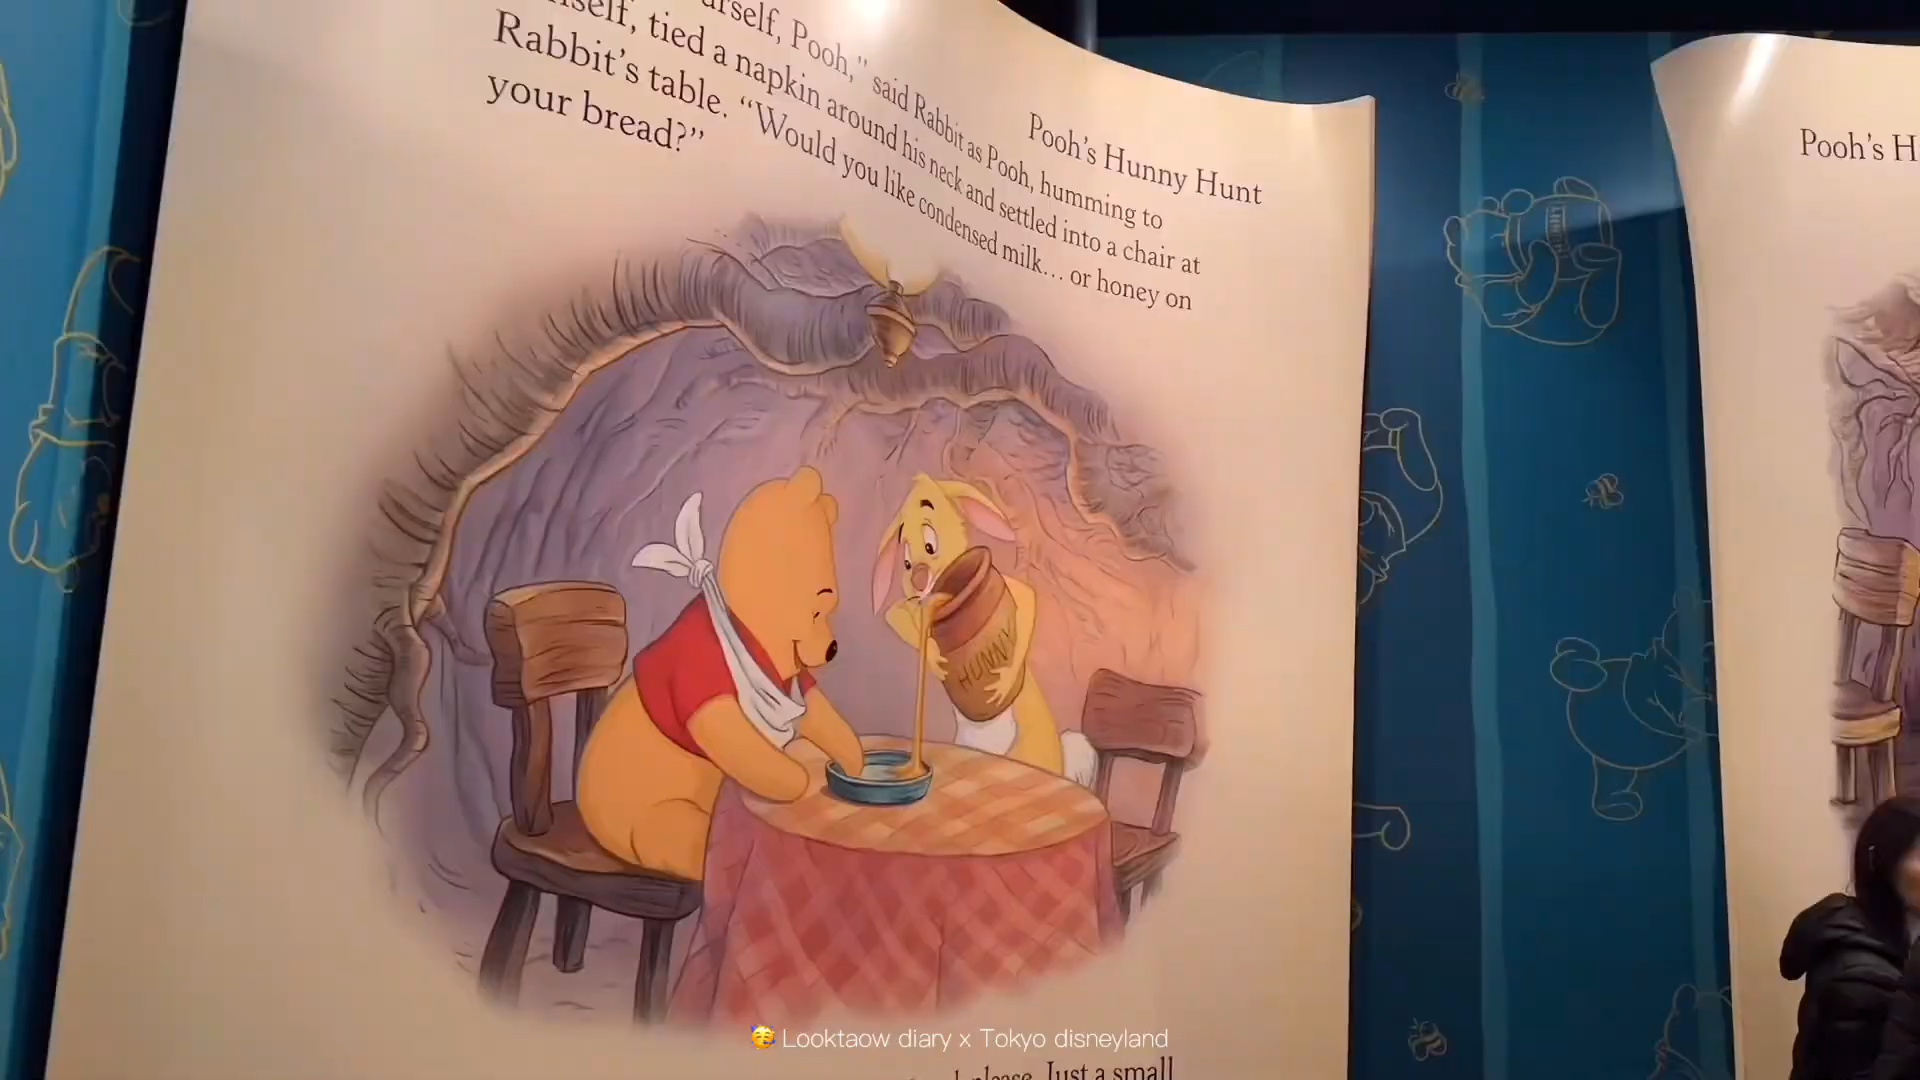 Pooh's Hunny Hunt
Pooh," said Rabbit as Pooh, humming to
tied a napkin around his neck and settled into a chair at
Rabbit's table. "Would you like condensed milk... or honey on
your bread?"
HUNNY
Pooh's H
please. Just a small
🥳 Looktaow diary x Tokyo disneyland